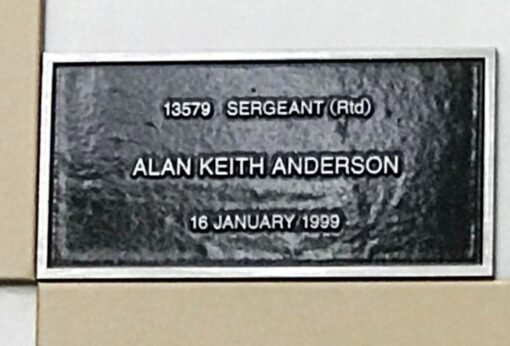 13579 SERGEANT (Rtd)
ALAN KEITH ANDERSON
16 JANUARY 1999